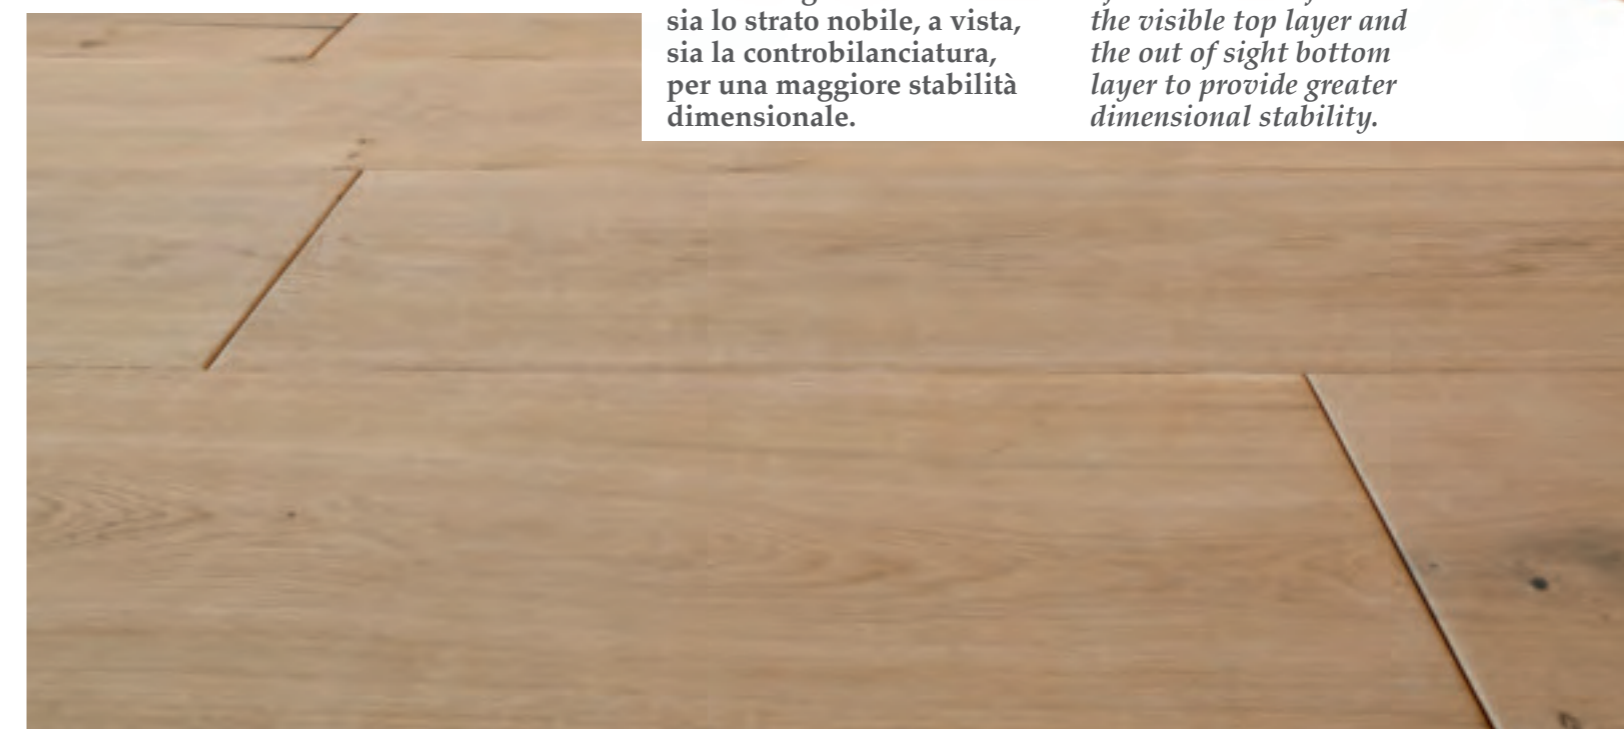 sia lo strato nobile, a vista,
sia la controbilanciatura,
per una maggiore stabilità
dimensionale.
the visible top layer and
the out of sight bottom
layer to provide greater
dimensional stability.